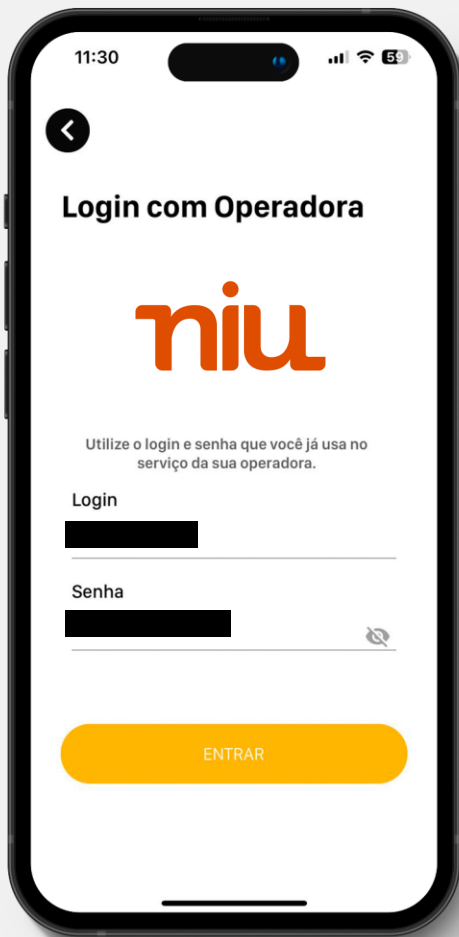 11:30
59
Login com Operadora
niu
Utilize o login e senha que você já usa no
serviço da sua operadora.
Login
Senha
ENTRAR